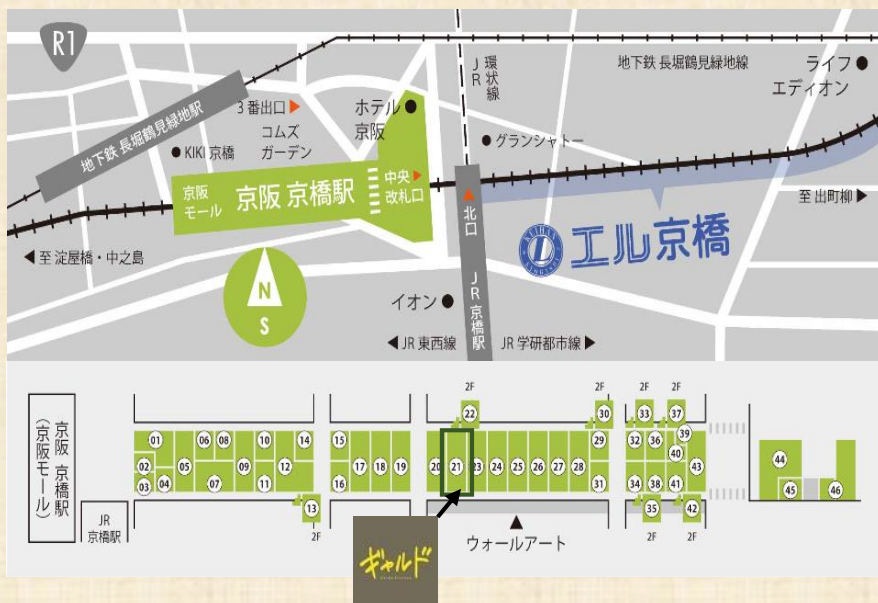 R1
地下鉄 長堀鶴見緑地線
ライフ
エディオン
JR 環状線
地下鉄 長堀鶴見緑地駅
3番出口
コムズ
ガーデン
ホテル
京阪
KIKI 京橋
グランシャトー
京阪
モール
京阪 京橋駅
中央
改札口
北口
JR 京橋駅
至 出町柳
エル京橋
至 淀屋橋・中之島
N
S
イオン
JR 東西線
JR 学研都市線
京阪 京橋駅
(京阪モール)
JR
京橋駅
2F
2F
2F
2F
22
30
33
37
01
06
08
10
14
15
29
32
36
39
40
02
05
09
12
17
18
19
20
21
23
24
25
26
27
28
43
44
03
04
07
11
16
31
34
38
41
45
46
13
35
42
2F
2F
2F
ウォールアート
ギャルド